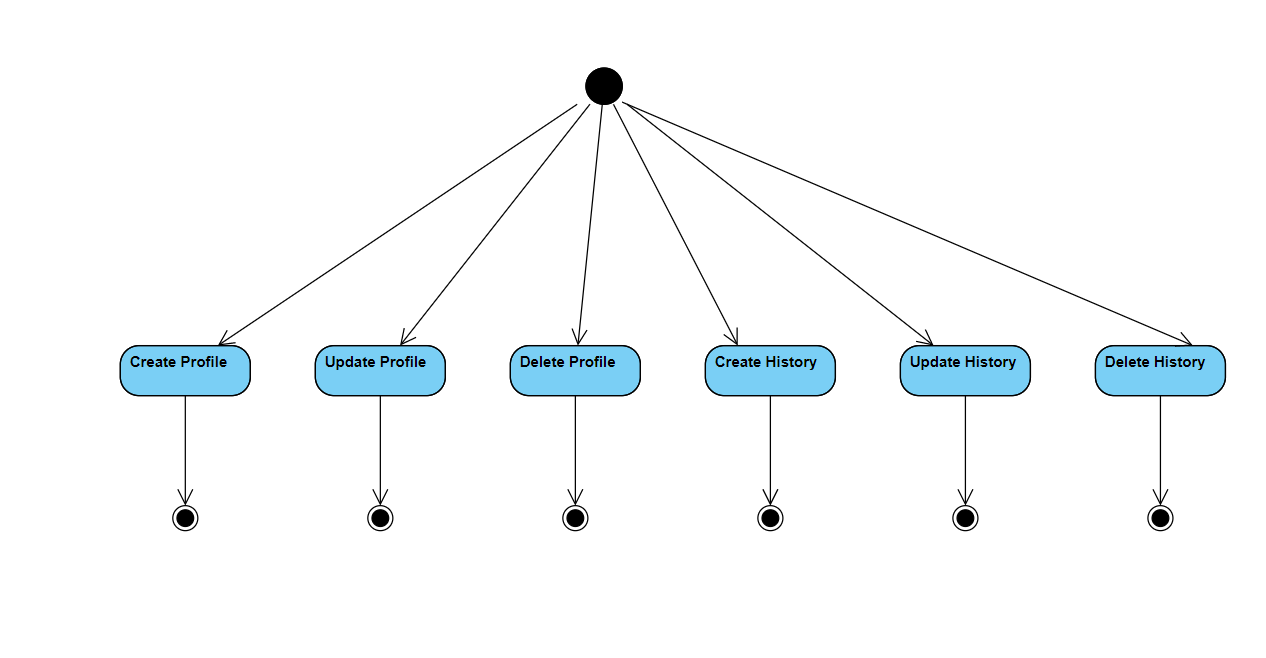 Create Profile
Update Profile
Delete Profile
Create History
Update History
Delete History